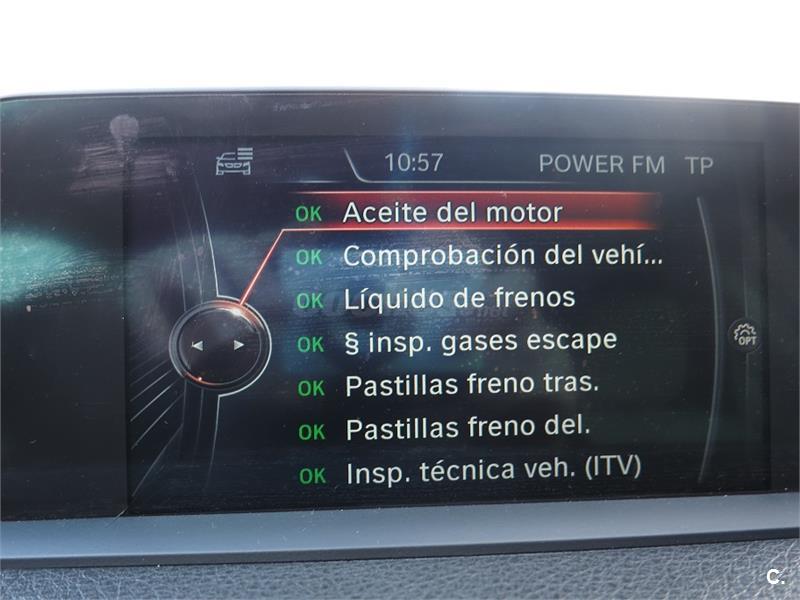 10:57 POWER FM TP
OK Aceite del motor
OK Comprobación del vehí...
OK Líquido de frenos
OK § insp. gases escape
OPT
OK Pastillas freno tras.
OK Pastillas freno del.
OK Insp. técnica veh. (ITV)
C.